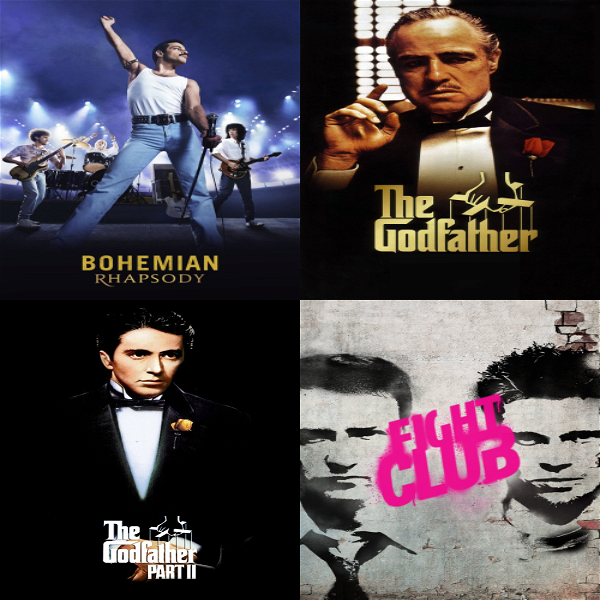 BOHEMIAN
RHAPSODY
The
Godfather
The
Godfather
PART II
FIGHT
CLUB